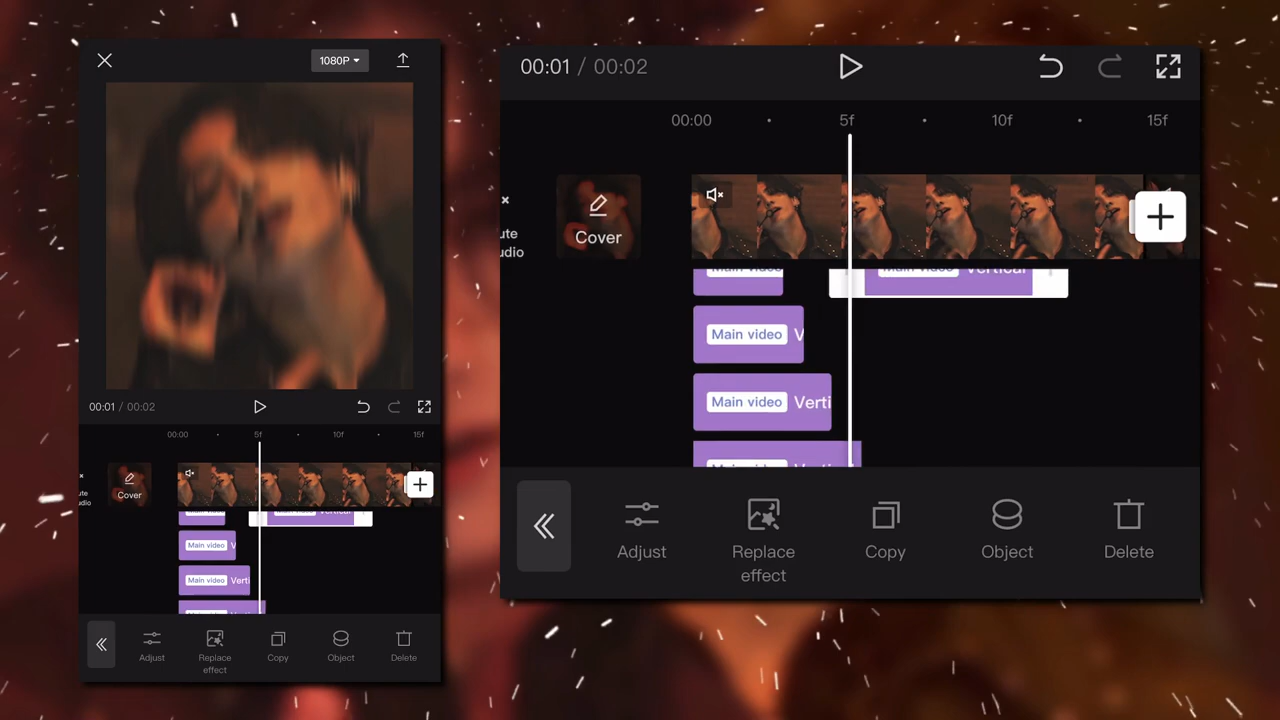 1080P
00:01 / 00:02
00:00
5f
10f
15f
ute
udio
Cover
Main video
V
Main video
Verti
Adjust
Replace
effect
Copy
Object
Delete
00:01 / 00:02
00:00
5f
10f
15f
ute
udio
Cover
Main video
Main video
Vertical
Main video
V
Main video
Verti
Adjust
Replace
effect
Copy
Object
Delete